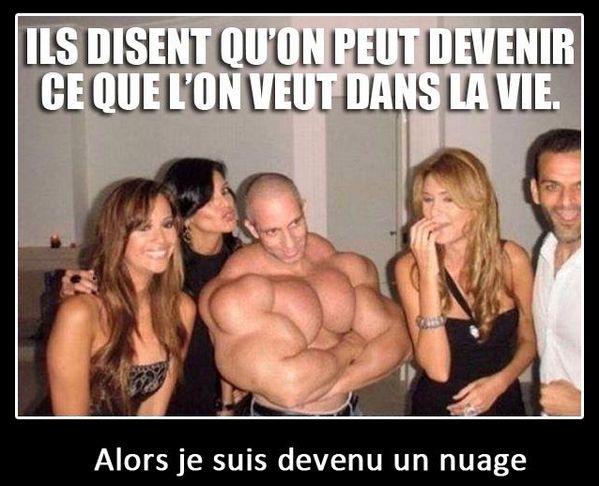 ILS DISENT QU'ON PEUT DEVENIR
CE QUE L'ON VEUT DANS LA VIE.
Alors je suis devenu un nuage